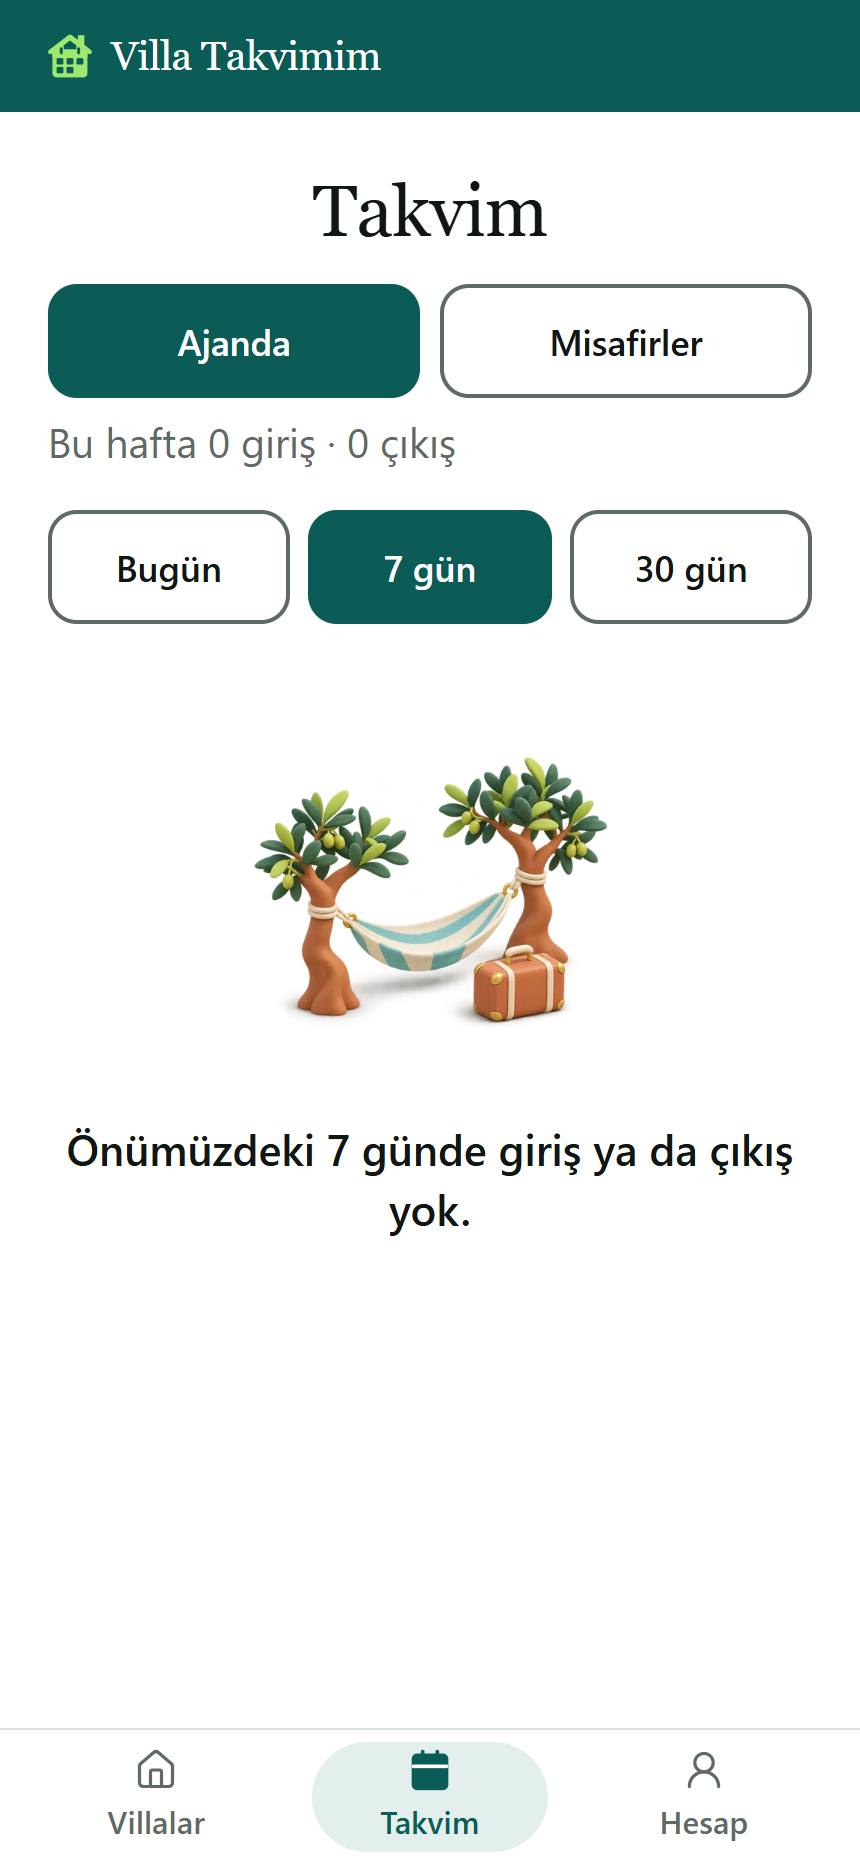 Villa Takvimim
Takvim
Ajanda
Misafirler
Bu hafta 0 giriş · 0 çıkış
Bugün
7 gün
30 gün
Önümüzdeki 7 günde giriş ya da çıkış
yok.
Villalar
Takvim
Hesap